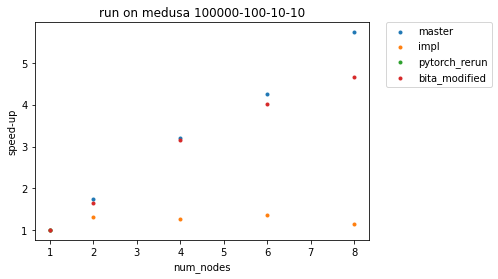 run on medusa 100000-100-10-10
master
impl
pytorch_rerun
bita_modified
speed-up
5
4
3
2
1
1 2 3 4 5 6 7 8
num_nodes